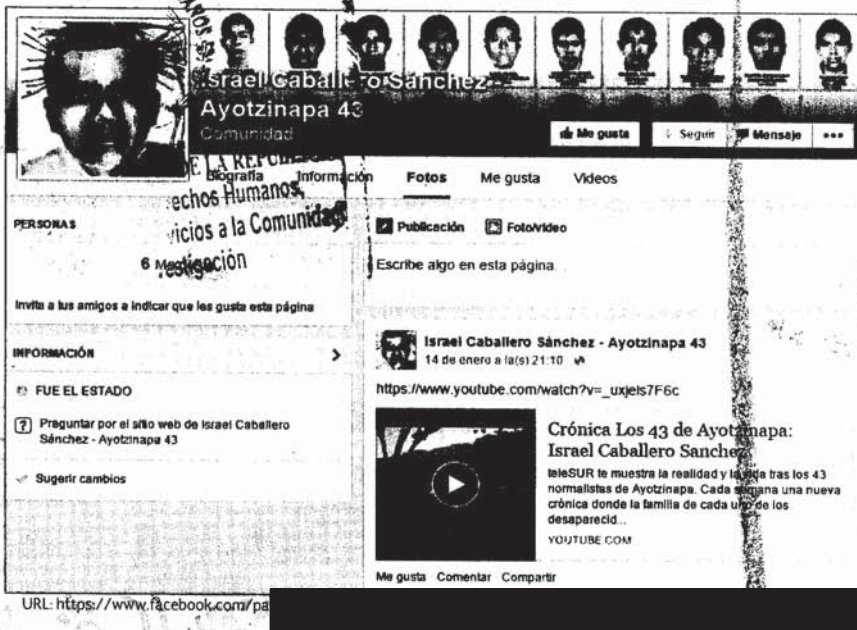 Israel Caballero Sánchez
Ayotzinapa 43
Comunidad
Me gusta Seguir Mensaje
DE LA REPÚBLICA
Biografía Información Fotos Me gusta Videos
echos Humanos,
vicios a la Comunidad
estigación
PERSONAS
6 Me gusta
Invita a tus amigos a indicar que les gusta esta página
INFORMACIÓN
FUE EL ESTADO
Preguntar por el sitio web de Israel Caballero
Sánchez - Ayotzinapa 43
Sugerir cambios
Publicación Foto/video
Escribe algo en esta página.
Israel Caballero Sánchez - Ayotzinapa 43
14 de enero a la(s) 21:10
https://www.youtube.com/watch?v=_uxjels7F6c
Crónica Los 43 de Ayotzinapa:
Israel Caballero Sanchez
teleSUR te muestra la realidad y la vida tras los 43
normalistas de Ayotzinapa. Cada semana una nueva
crónica donde la familia de cada uno de los
desaparecid...
YOUTUBE.COM
Me gusta Comentar Compartir
URL: https://www.facebook.com/pa